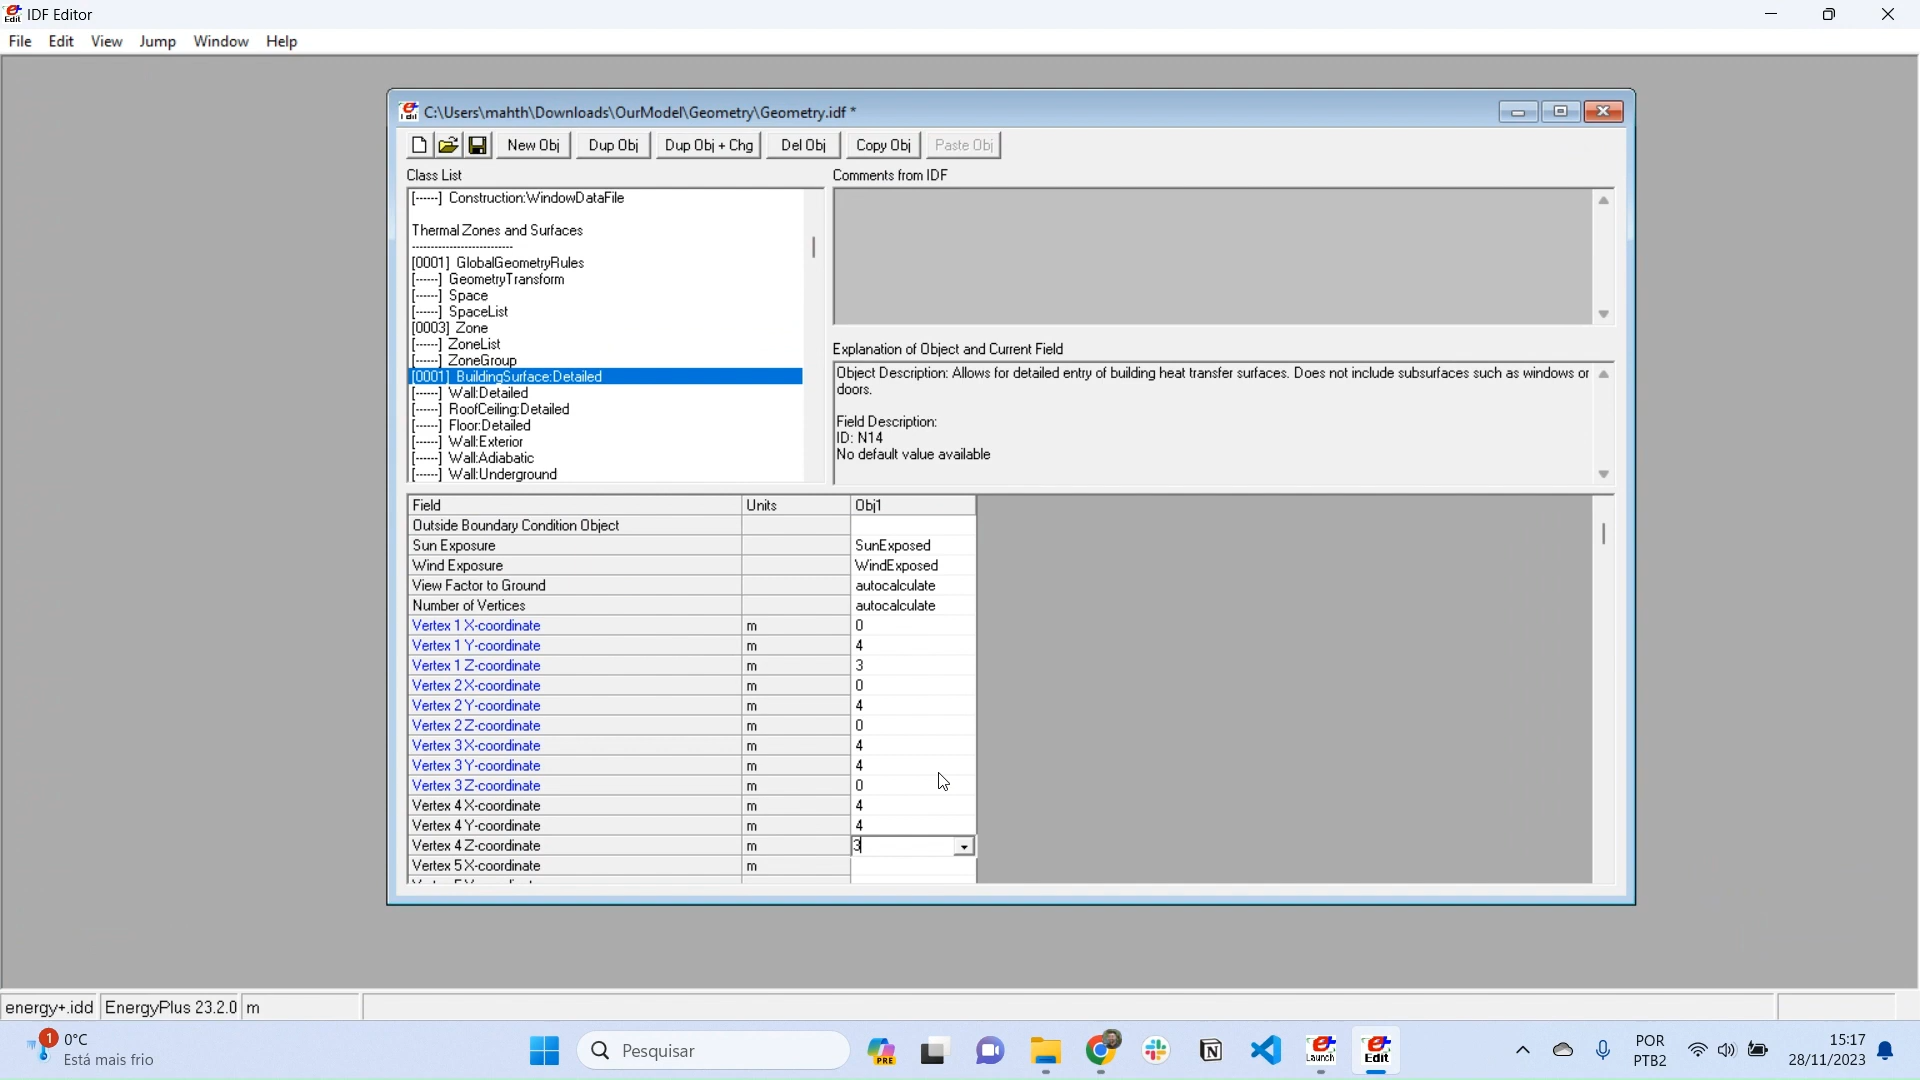 IDF Editor
File Edit View Jump Window Help
C:\Users\mahth\Downloads\OurModel\Geometry\Geometry.idf *
New Obj Dup Obj Dup Obj + Chg Del Obj Copy Obj Paste Obj
Class List
[------] Construction:WindowDataFile
Thermal Zones and Surfaces
--------------------------
[0001] GlobalGeometryRules
[------] GeometryTransform
[------] Space
[------] SpaceList
[0003] Zone
[------] ZoneList
[------] ZoneGroup
[0001] BuildingSurface:Detailed
[------] Wall:Detailed
[------] RoofCeiling:Detailed
[------] Floor:Detailed
[------] Wall:Exterior
[------] Wall:Adiabatic
[------] Wall:Underground
Comments from IDF
Explanation of Object and Current Field
Object Description: Allows for detailed entry of building heat transfer surfaces. Does not include subsurfaces such as windows or
doors.
Field Description:
ID: N14
No default value available
Field Units Obj1
Outside Boundary Condition Object
Sun Exposure SunExposed
Wind Exposure WindExposed
View Factor to Ground autocalculate
Number of Vertices autocalculate
Vertex 1 X-coordinate m 0
Vertex 1 Y-coordinate m 4
Vertex 1 Z-coordinate m 3
Vertex 2 X-coordinate m 0
Vertex 2 Y-coordinate m 4
Vertex 2 Z-coordinate m 0
Vertex 3 X-coordinate m 4
Vertex 3 Y-coordinate m 4
Vertex 3 Z-coordinate m 0
Vertex 4 X-coordinate m 4
Vertex 4 Y-coordinate m 4
Vertex 4 Z-coordinate m 3
Vertex 5 X-coordinate m
energy+.idd EnergyPlus 23.2.0 m
1 0°C
Está mais frio
Pesquisar
PRE
Launch
Edit
POR
PTB2
15:17
28/11/2023